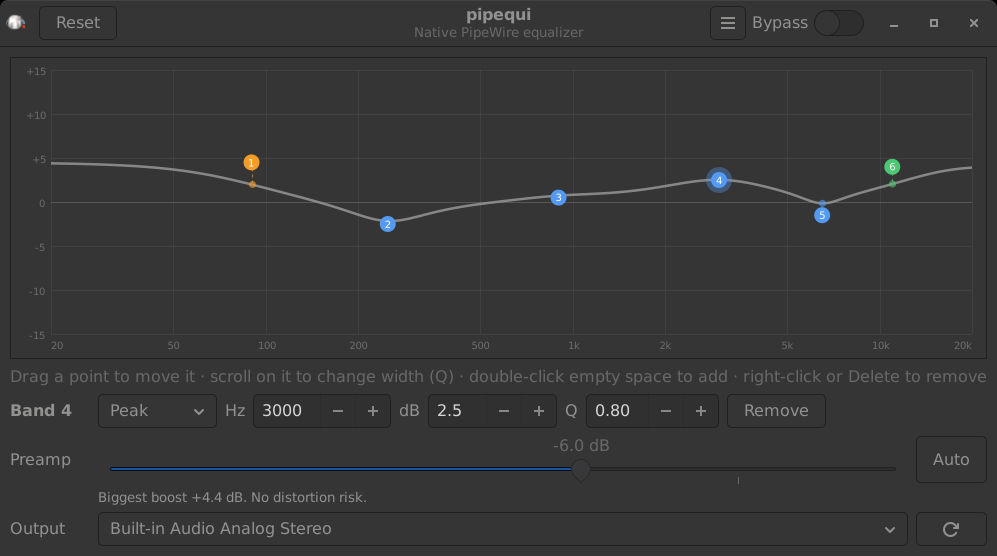 Reset
pipequi
Native PipeWire equalizer
Bypass
+15
+10
+5
0
-5
-10
-15
1
2
3
4
5
6
20 50 100 200 500 1k 2k 5k 10k 20k
Drag a point to move it · scroll on it to change width (Q) · double-click empty space to add · right-click or Delete to remove
Band 4 Peak Hz 3000 − + dB 2.5 − + Q 0.80 − + Remove
-6.0 dB
Preamp Auto
Biggest boost +4.4 dB. No distortion risk.
Output Built-in Audio Analog Stereo